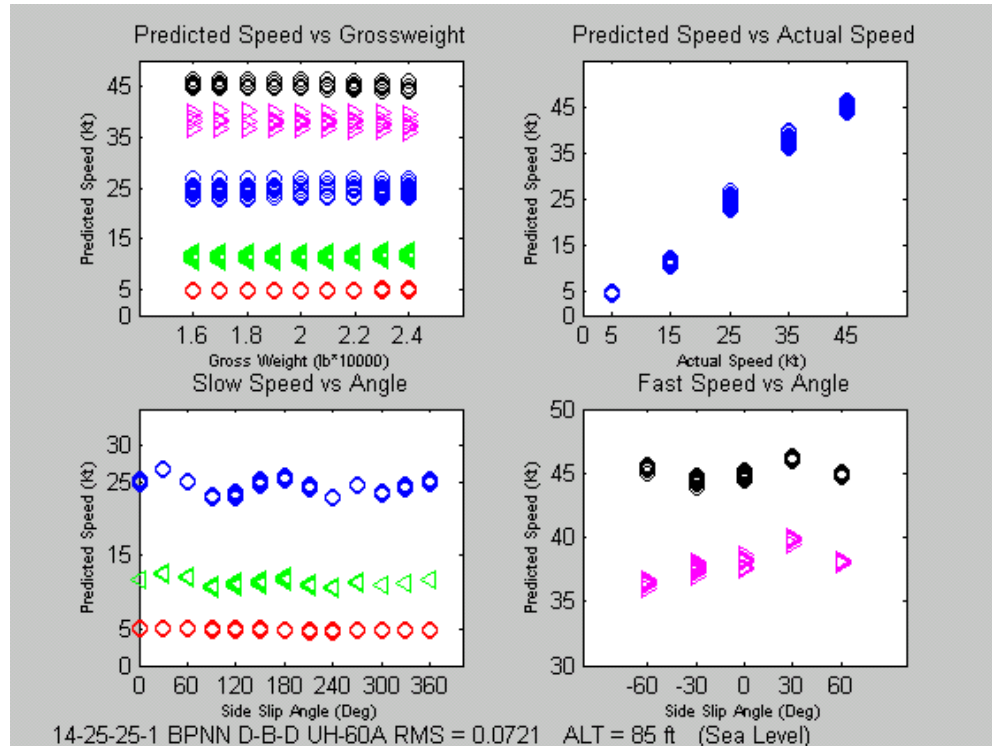 Predicted Speed vs Grossweight
Predicted Speed (Kt)
45
35
25
15
5
0
1.6 1.8 2 2.2 2.4
Gross Weight (lb*10000)
Predicted Speed vs Actual Speed
Predicted Speed (Kt)
45
35
25
15
5
0
0 5 15 25 35 45
Actual Speed (Kt)
Slow Speed vs Angle
Predicted Speed (Kt)
30
25
15
5
0
0 60 120 180 240 300 360
Side Slip Angle (Deg)
Fast Speed vs Angle
Predicted Speed (Kt)
50
45
40
35
30
-60 -30 0 30 60
Side Slip Angle (Deg)
14-25-25-1 BPNN D-B-D UH-60A RMS = 0.0721 ALT = 85 ft (Sea Level)